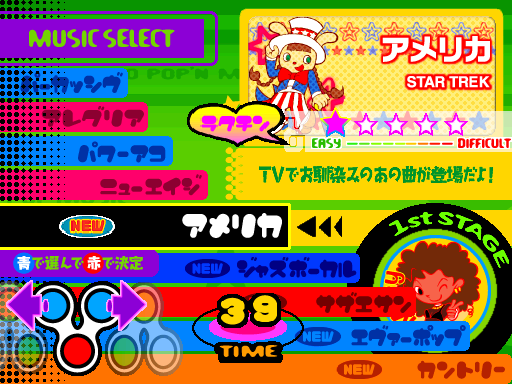 MUSIC SELECT
パーカッシブ
アレグリア
パワーアコ
ニューエイジ
NEW アメリカ
青で選んで赤で決定
NEW ジャズボーカル
サザエサン
NEW エヴァーポップ
NEW カントリー
アメリカ
STAR TREK
ラクチン
EASY DIFFICULT
TVでお馴染みのあの曲が登場だよ!
1st STAGE
39
TIME